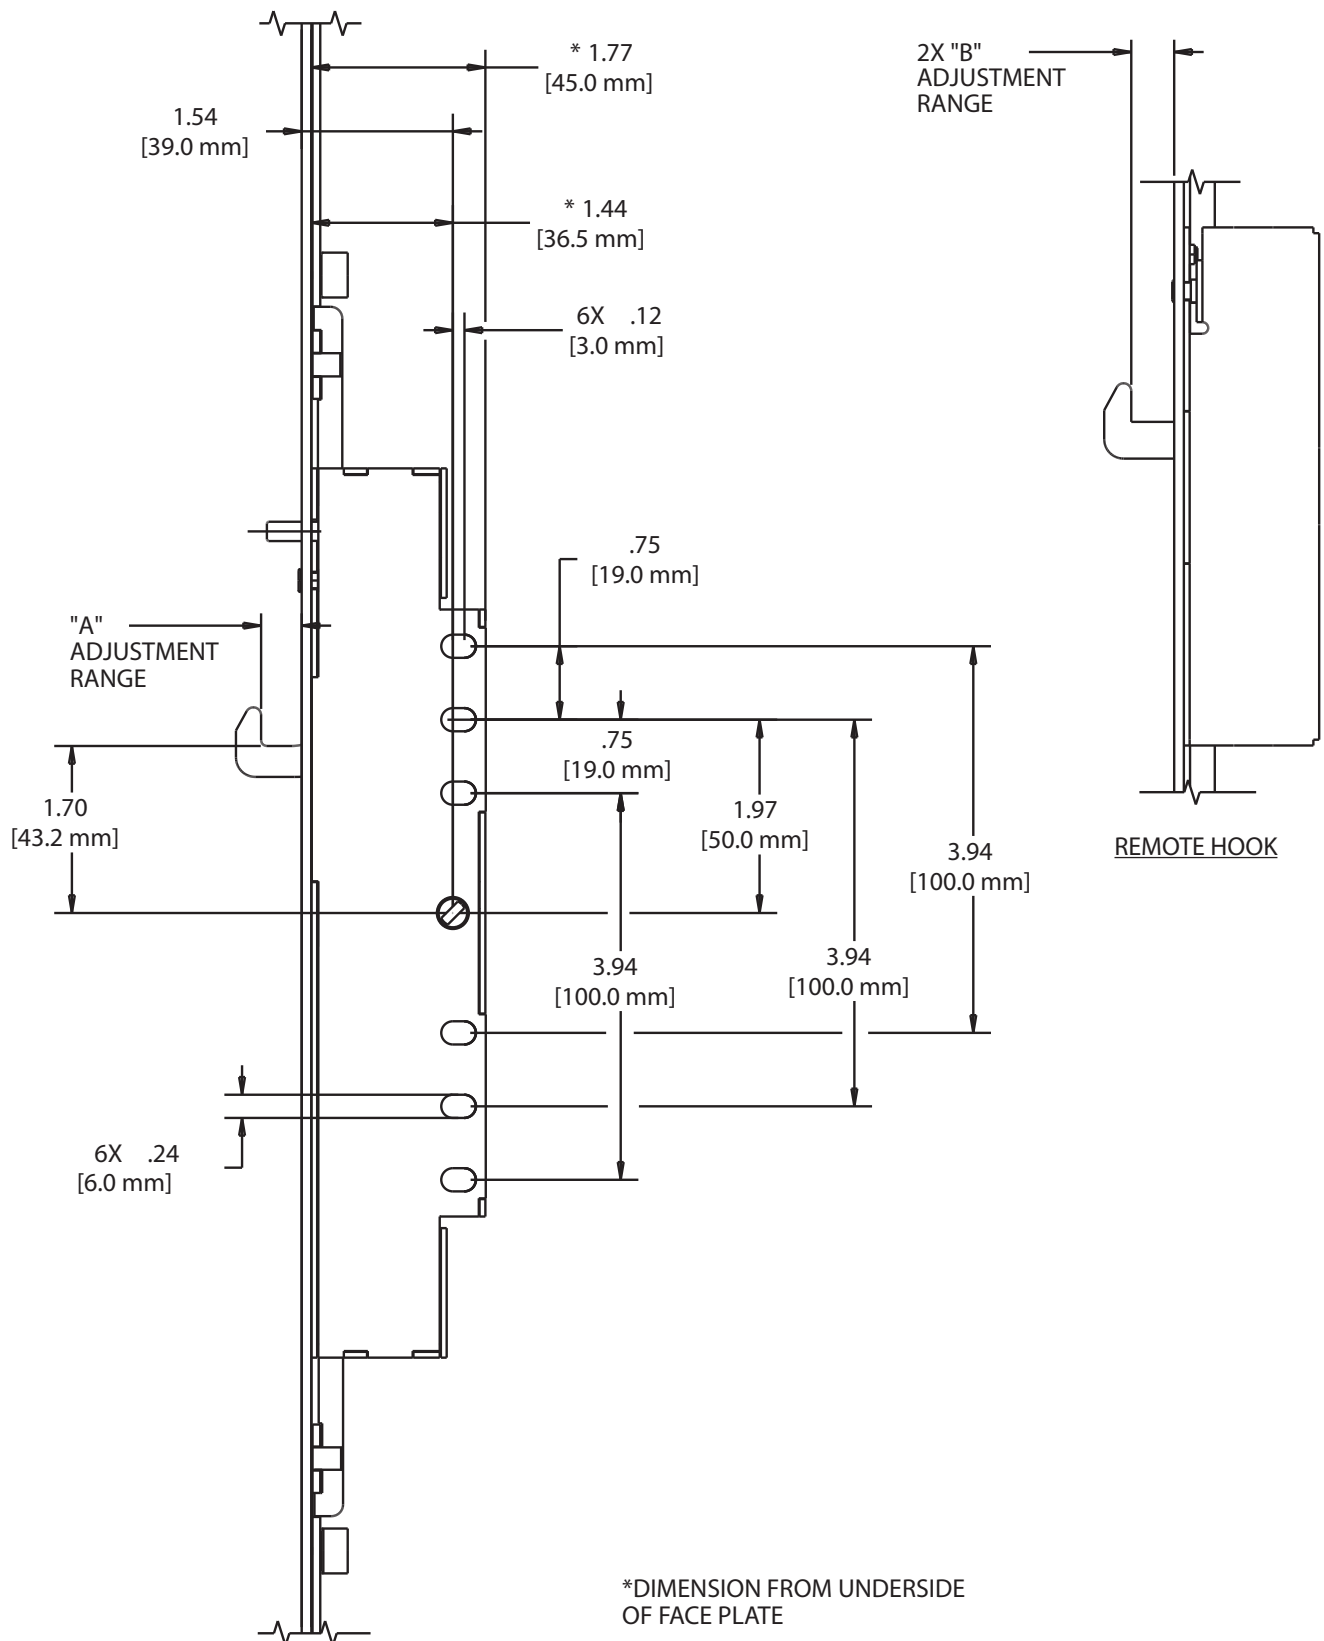 * 1.77
[45.0 mm]
2X "B"
ADJUSTMENT
RANGE
1.54
[39.0 mm]
* 1.44
[36.5 mm]
6X .12
[3.0 mm]
.75
[19.0 mm]
"A"
ADJUSTMENT
RANGE
.75
[19.0 mm]
1.70
[43.2 mm]
1.97
[50.0 mm]
3.94
[100.0 mm]
REMOTE HOOK
3.94
[100.0 mm]
3.94
[100.0 mm]
6X .24
[6.0 mm]
*DIMENSION FROM UNDERSIDE
OF FACE PLATE